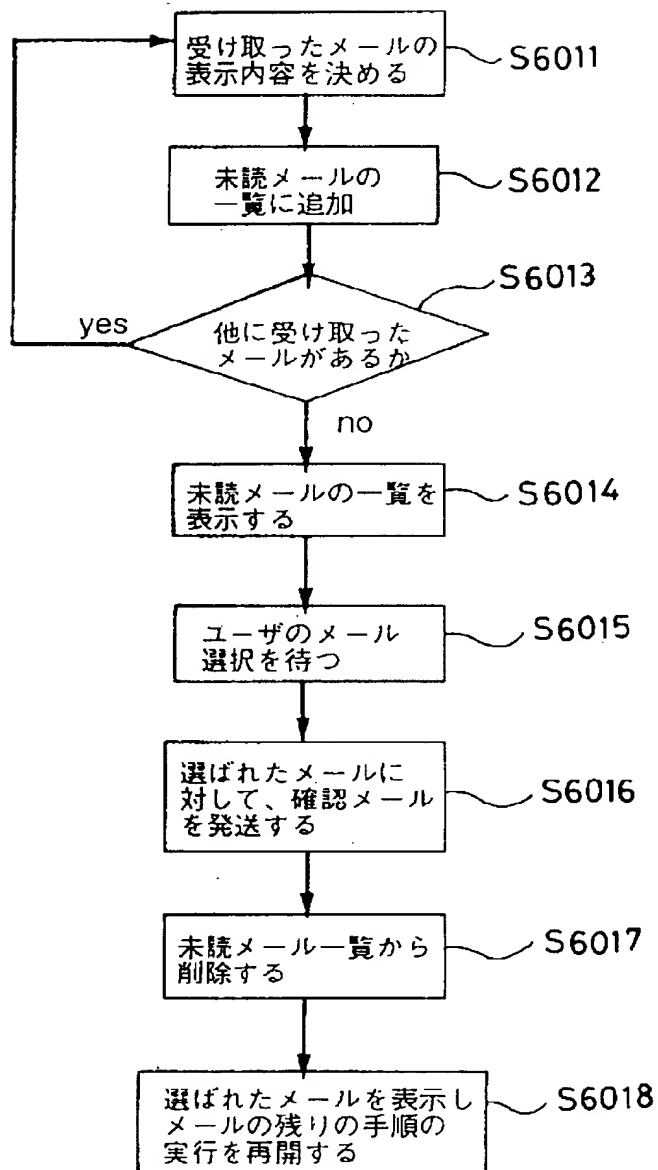 受け取ったメールの
表示内容を決める
S6011
未読メールの
一覧に追加
S6012
他に受け取った
メールがあるか
S6013
yes
no
未読メールの一覧を
表示する
S6014
ユーザのメール
選択を待つ
S6015
選ばれたメールに
対して、確認メール
を発送する
S6016
未読メール一覧から
削除する
S6017
選ばれたメールを表示し
メールの残りの手順の
実行を再開する
S6018